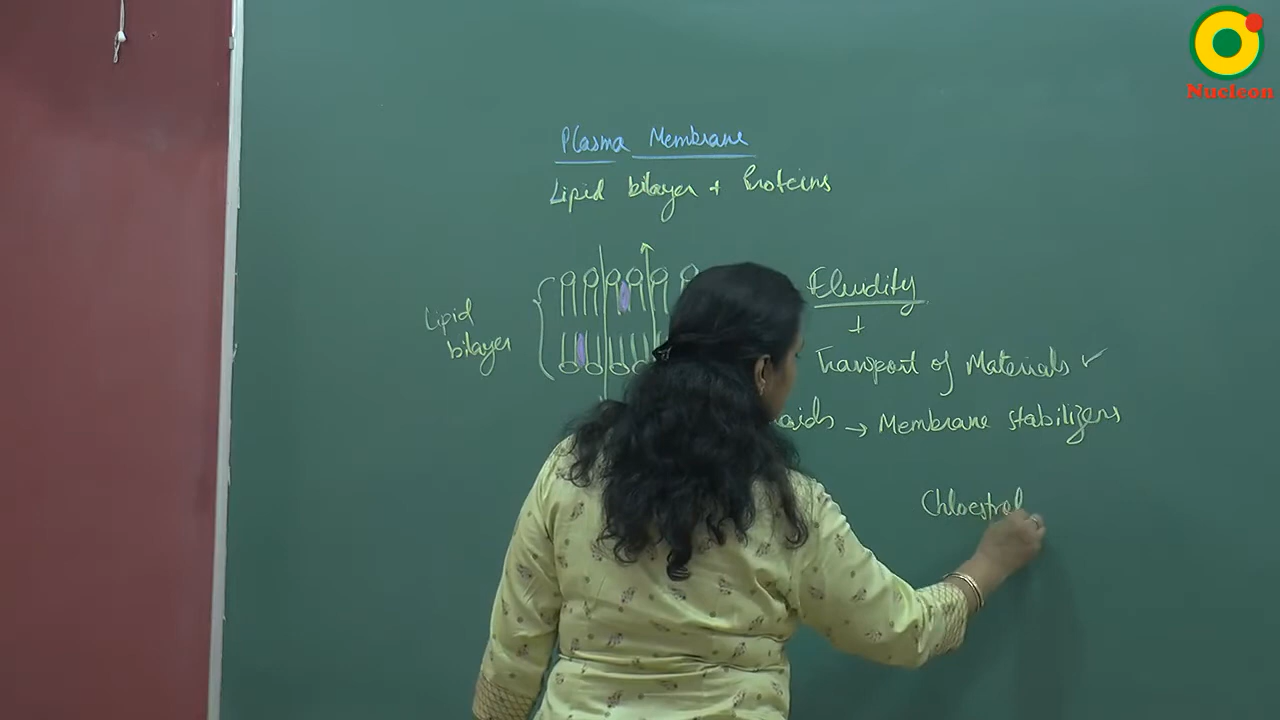 Nucleon
Plasma Membrane
Lipid bilayer + Proteins
Lipid
bilayer
Fluidity
+
Transport of Materials ✓
→ Membrane stabilizers
Chloestrol